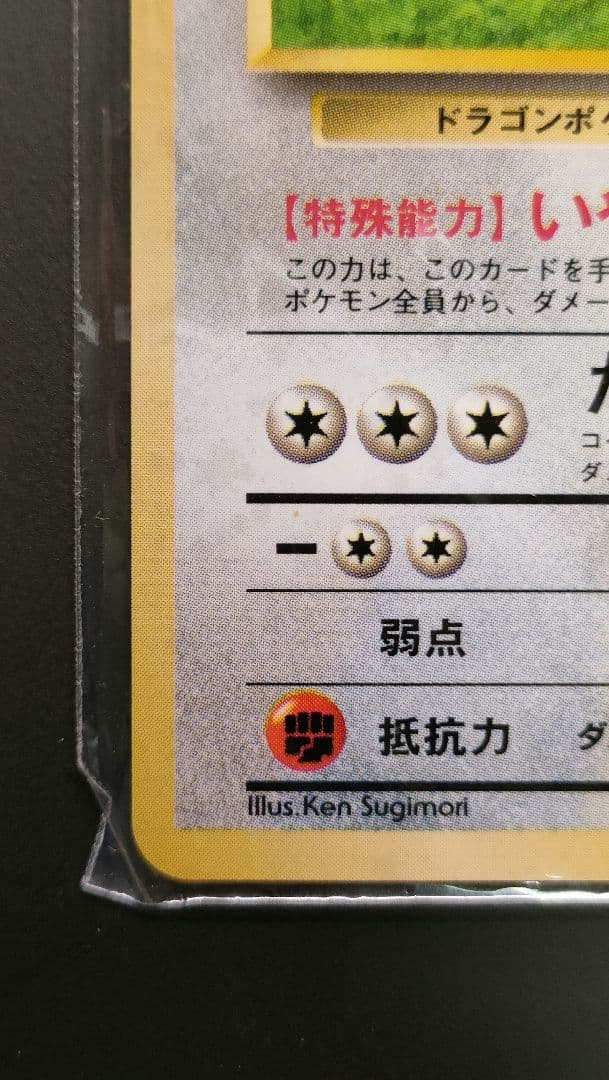 ドラゴンポケ
【特殊能力】い
この力は、このカードを手
ポケモン全員から、ダメー
コ
ダ
弱点
抵抗力 ダ
Illus.Ken Sugimori